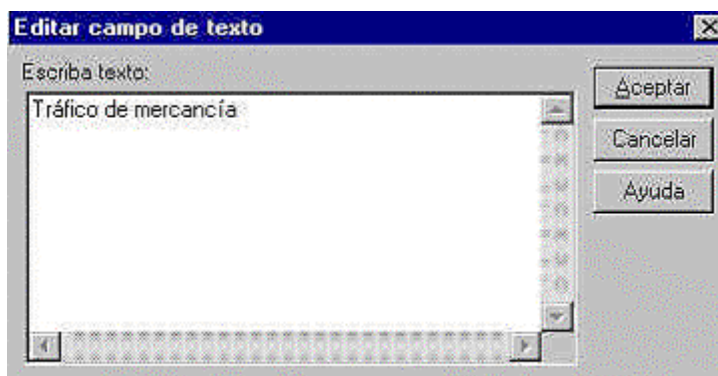 Editar campo de texto
Escriba texto:
Tráfico de mercancía
Aceptar
Cancelar
Ayuda